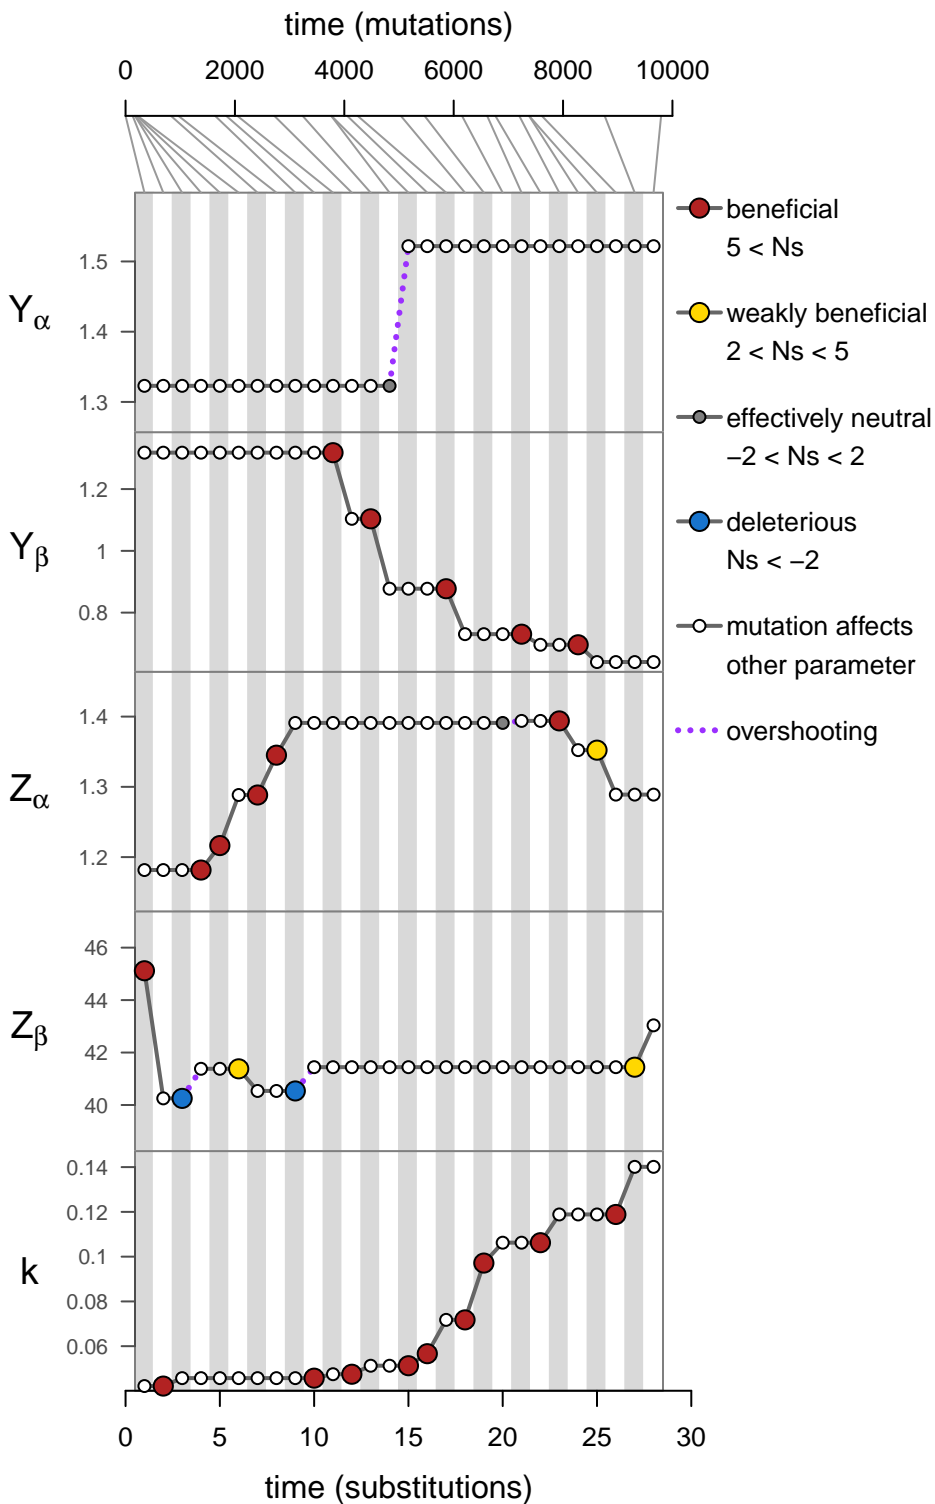 time (mutations)
0 2000 4000 6000 8000 10000
beneficial
5 < Ns
weakly beneficial
2 < Ns < 5
effectively neutral
−2 < Ns < 2
deleterious
Ns < −2
mutation affects
other parameter
overshooting
Yα
1.5
1.4
1.3
Yβ
1.2
1
0.8
Zα
1.4
1.3
1.2
Zβ
46
44
42
40
k
0.14
0.12
0.1
0.08
0.06
0 5 10 15 20 25 30
time (substitutions)